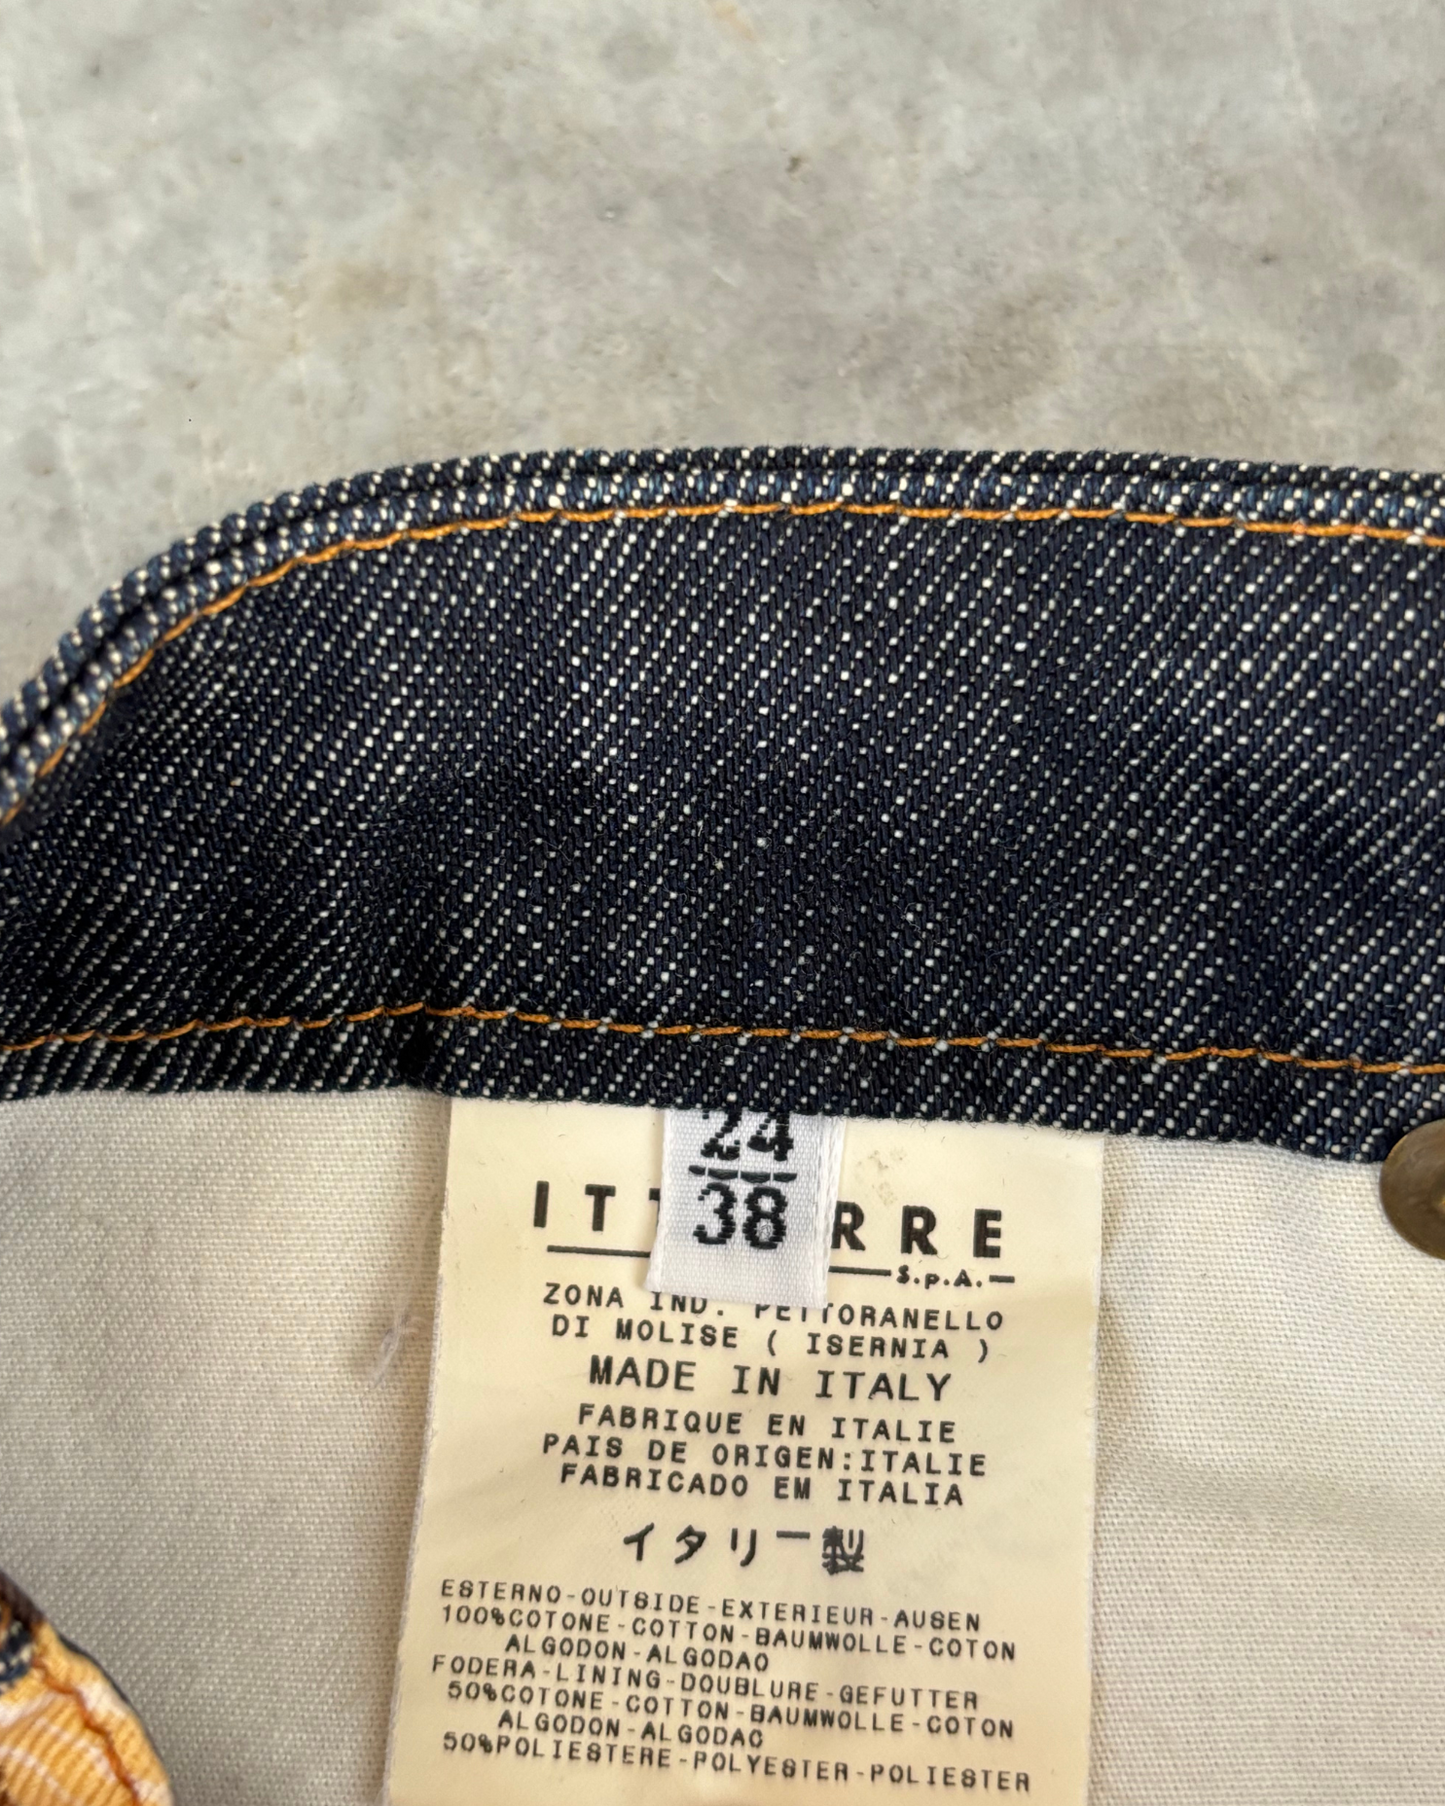 24
38
ITTIERRE
S.p.A.
ZONA IND. PETTORANELLO
DI MOLISE ( ISERNIA )
MADE IN ITALY
FABRIQUE EN ITALIE
PAIS DE ORIGEN:ITALIE
FABRICADO EM ITALIA
イタリー製
ESTERNO-OUTSIDE-EXTERIEUR-AUSEN
100%COTONE-COTTON-BAUMWOLLE-COTON
ALGODON-ALGODAO
FODERA-LINING-DOUBLURE-GEFUTTER
50%COTONE-COTTON-BAUMWOLLE-COTON
ALGODON-ALGODAO
50%POLIESTERE-POLYESTER-POLIESTER